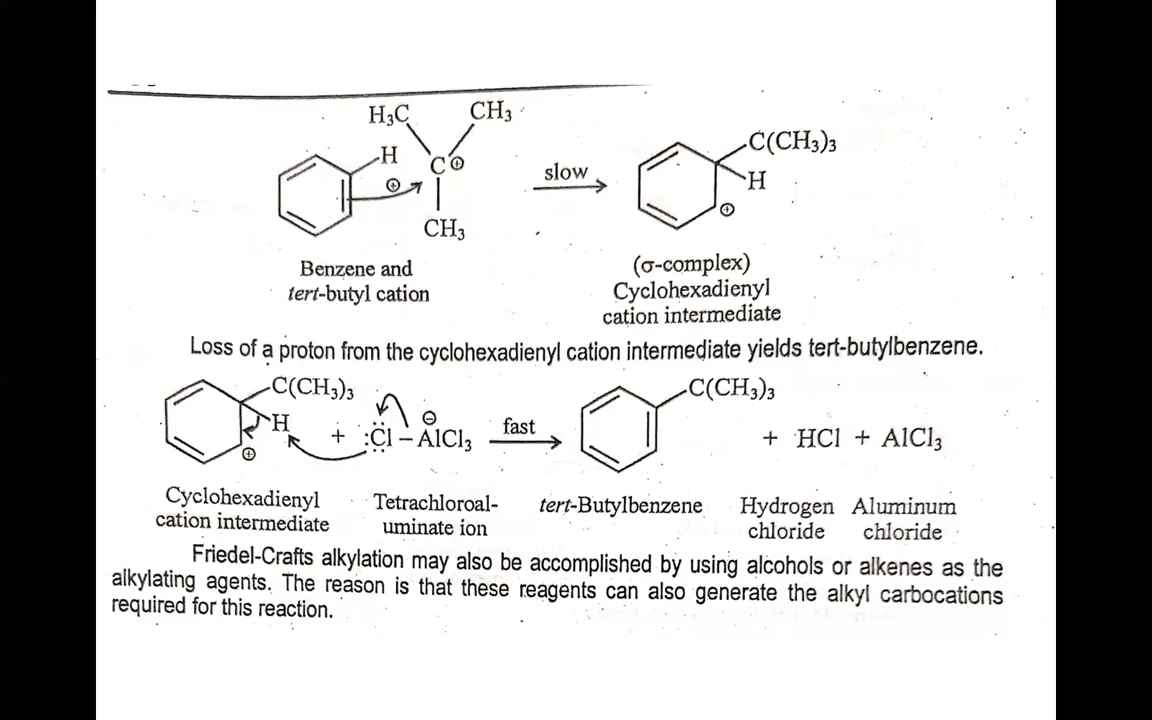 H₃C CH₃
H C⊕
⊕
CH₃
slow
C(CH₃)₃
H
⊕
Benzene and
tert-butyl cation
(σ-complex)
Cyclohexadienyl
cation intermediate
Loss of a proton from the cyclohexadienyl cation intermediate yields tert-butylbenzene.
C(CH₃)₃
H
⊕
+ :Cl – AlCl₃
⊖
fast
C(CH₃)₃
+ HCl + AlCl₃
Cyclohexadienyl
cation intermediate
Tetrachloroal-
uminate ion
tert-Butylbenzene
Hydrogen
chloride
Aluminum
chloride
Friedel-Crafts alkylation may also be accomplished by using alcohols or alkenes as the
alkylating agents. The reason is that these reagents can also generate the alkyl carbocations
required for this reaction.